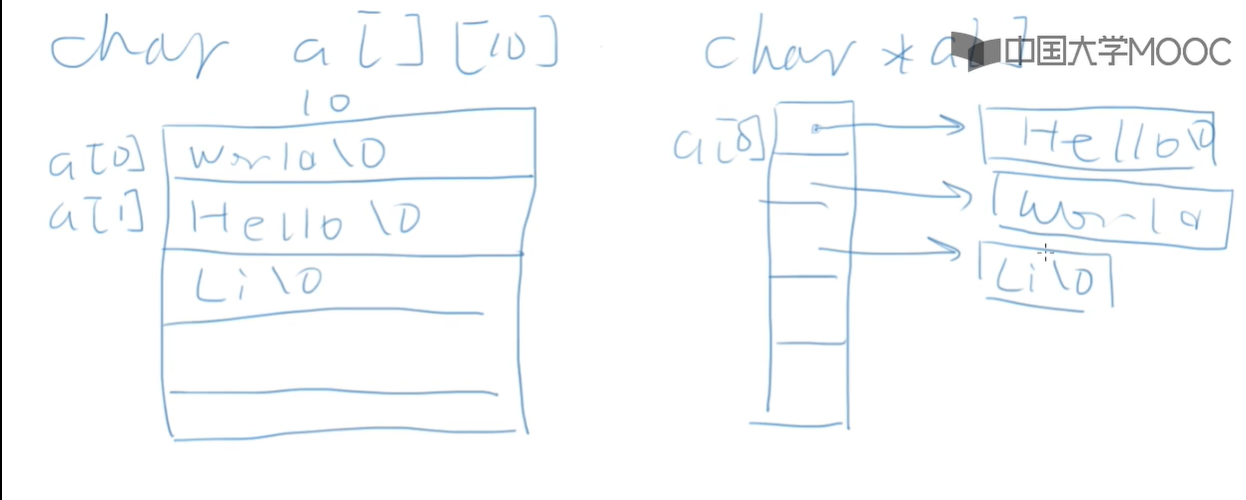 char a[][10]
10
a[0] World\0
a[1] Hello\0
Li\0
char *a[]
中国大学MOOC
a[0] Hello\0
World
Li\0